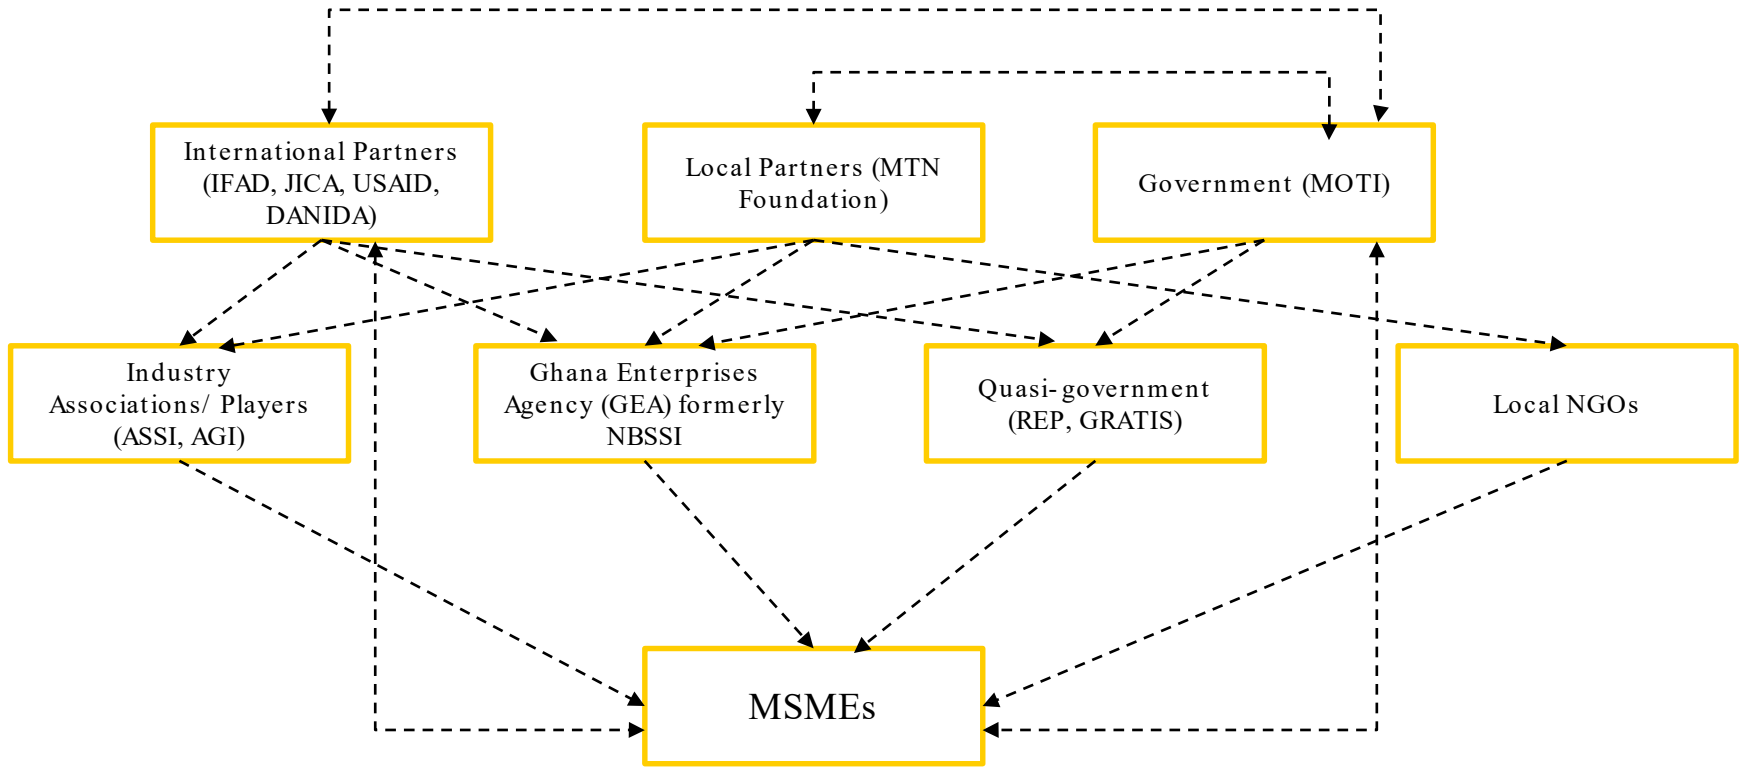 International Partners
(IFAD, JICA, USAID,
DANIDA)
Local Partners (MTN
Foundation)
Government (MOTI)
Industry
Associations/ Players
(ASSI, AGI)
Ghana Enterprises
Agency (GEA) formerly
NBSSI
Quasi-government
(REP, GRATIS)
Local NGOs
MSMEs